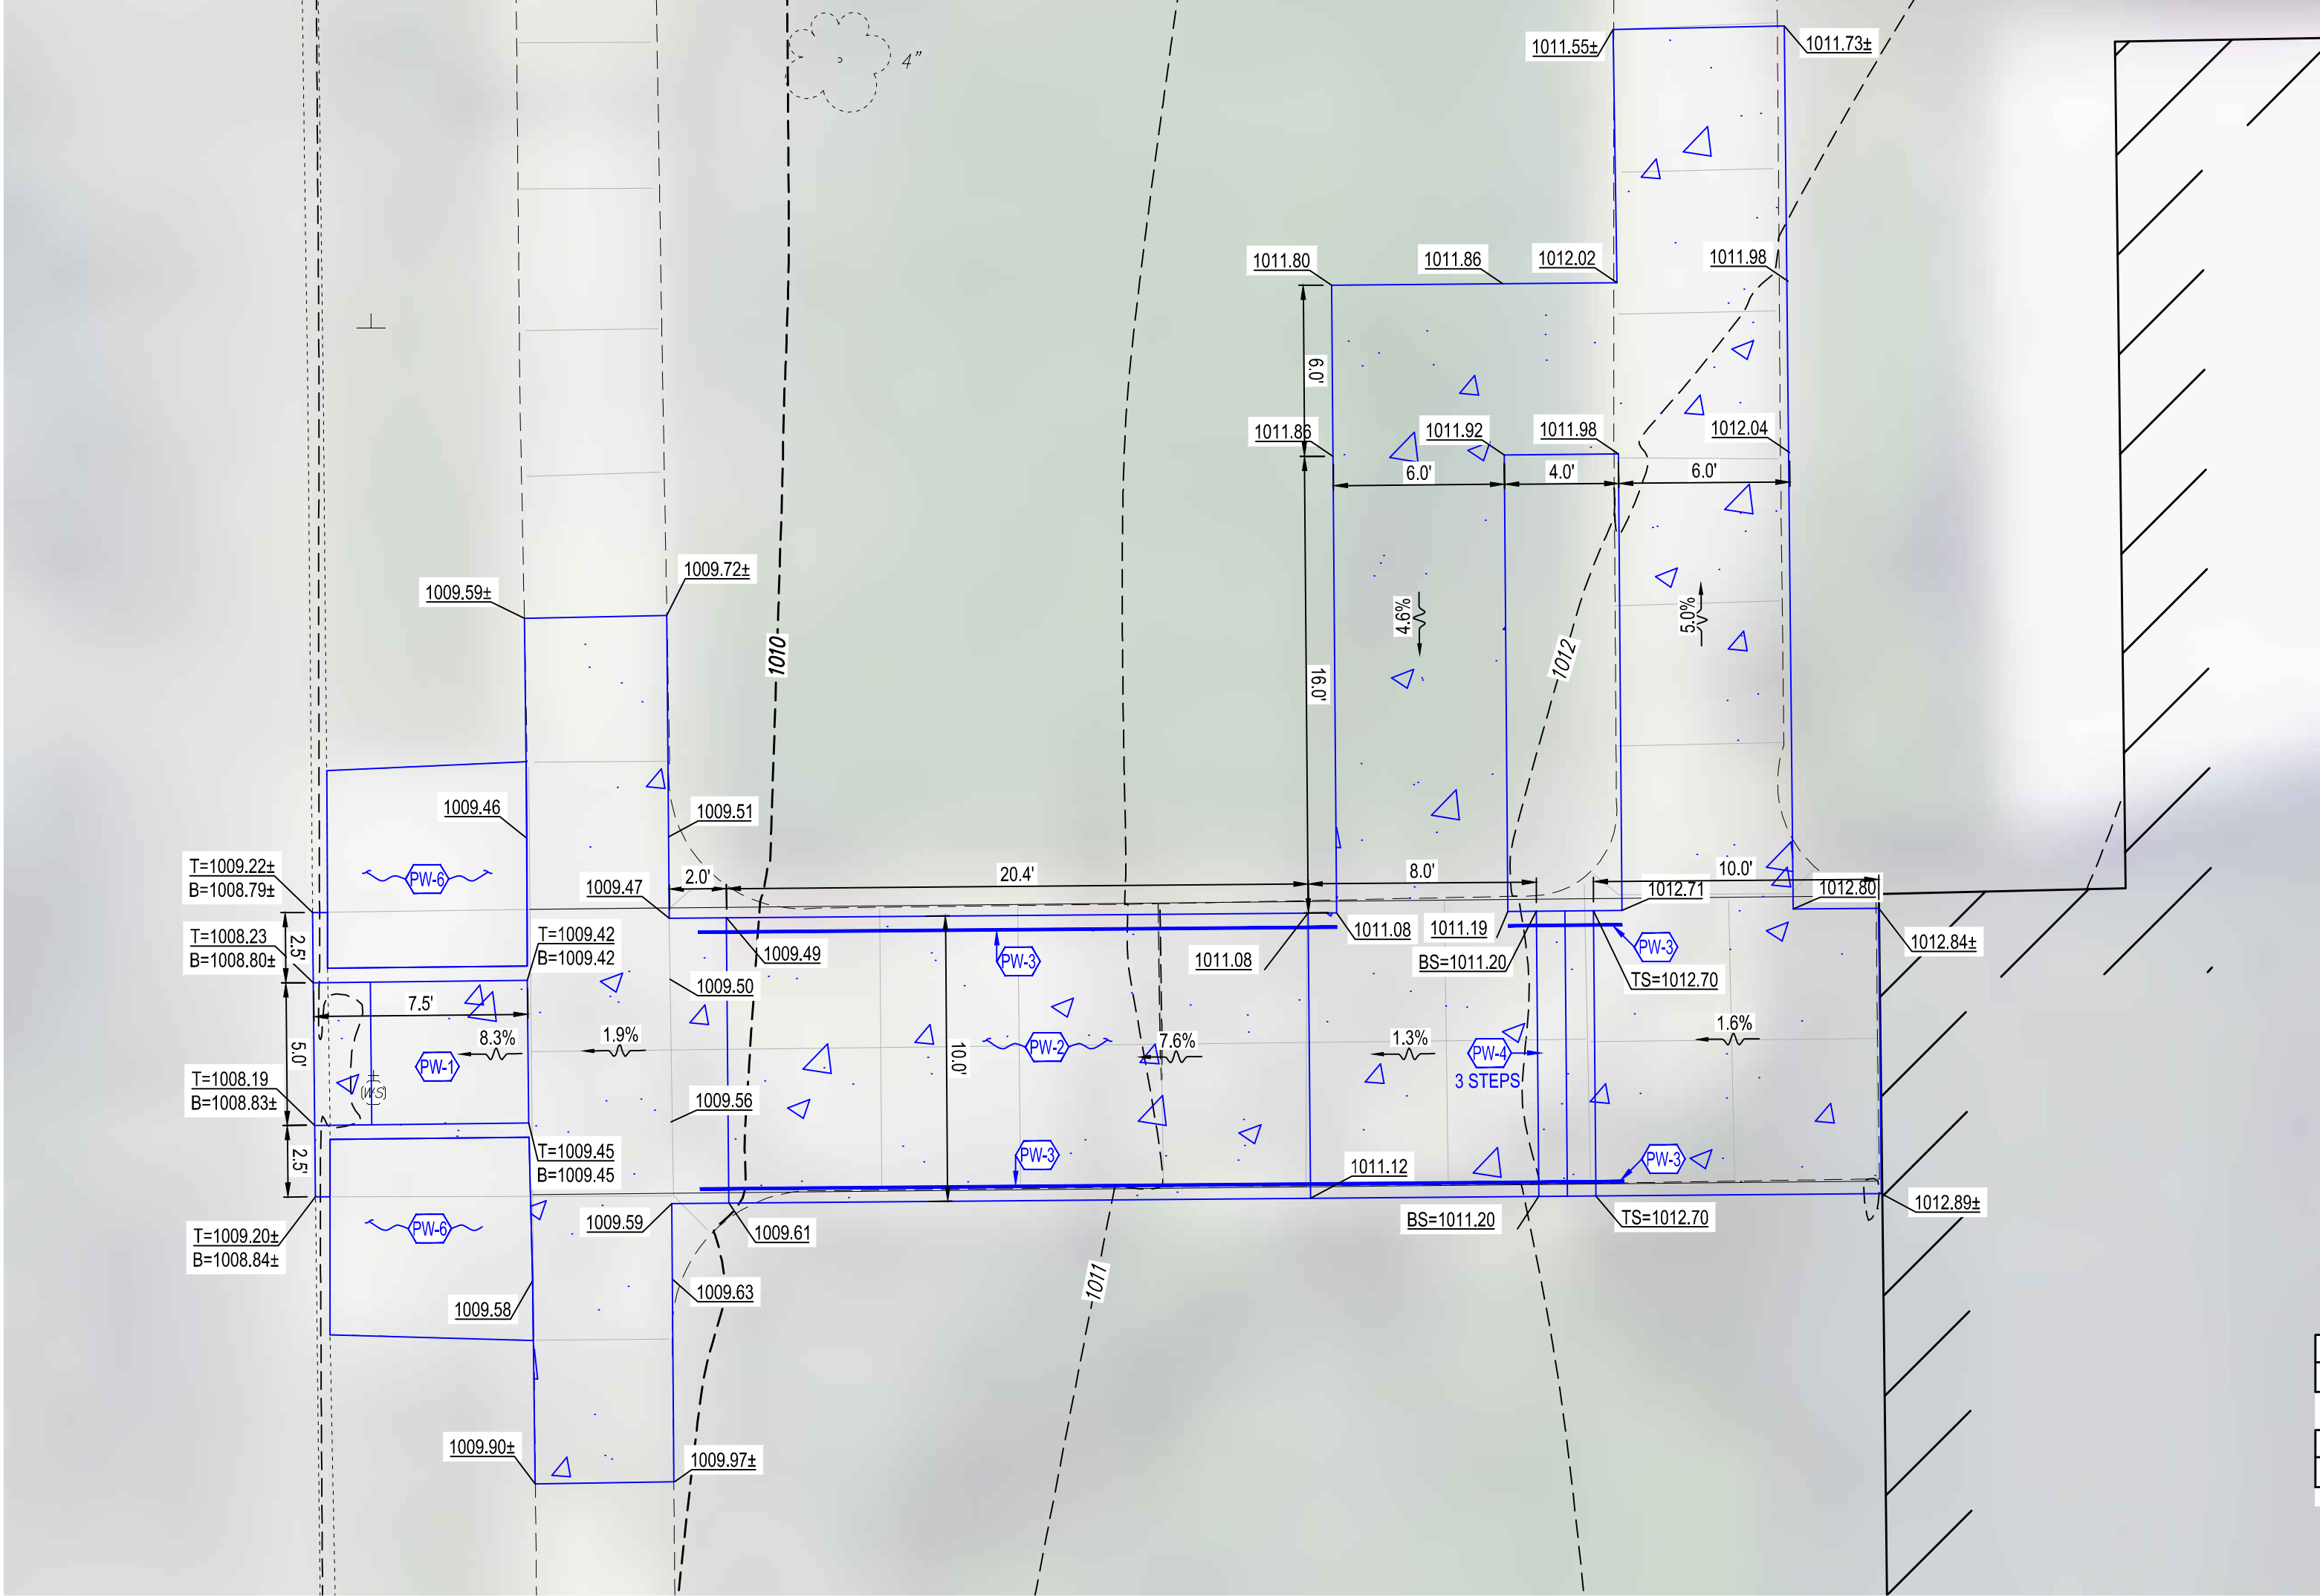 4"
1011.55±
1011.73±
1011.80
1011.86
1012.02
1011.98
6.0'
1011.86
1011.92
1011.98
1012.04
6.0'
4.0'
6.0'
1009.59±
1009.72±
1010
4.6%
5.0%
1012
16.0'
1009.46
1009.51
PW-6
T=1009.22±
B=1008.79±
1009.47
2.0'
20.4'
8.0'
10.0'
1012.71
1012.80
2.5'
T=1008.23
B=1008.80±
T=1009.42
B=1009.42
1009.49
PW-3
1011.08
1011.08
1011.19
BS=1011.20
PW-3
TS=1012.70
1012.84±
1009.50
7.5'
8.3%
1.9%
5.0'
PW-1
10.0'
PW-2
7.6%
1.3%
PW-4
3 STEPS
1.6%
T=1008.19
B=1008.83±
(WS)
1009.56
2.5'
T=1009.45
B=1009.45
PW-3
1011.12
PW-3
T=1009.20±
B=1008.84±
PW-6
1009.59
1009.61
BS=1011.20
TS=1012.70
1012.89±
1009.58
1009.63
1011
1009.90±
1009.97±